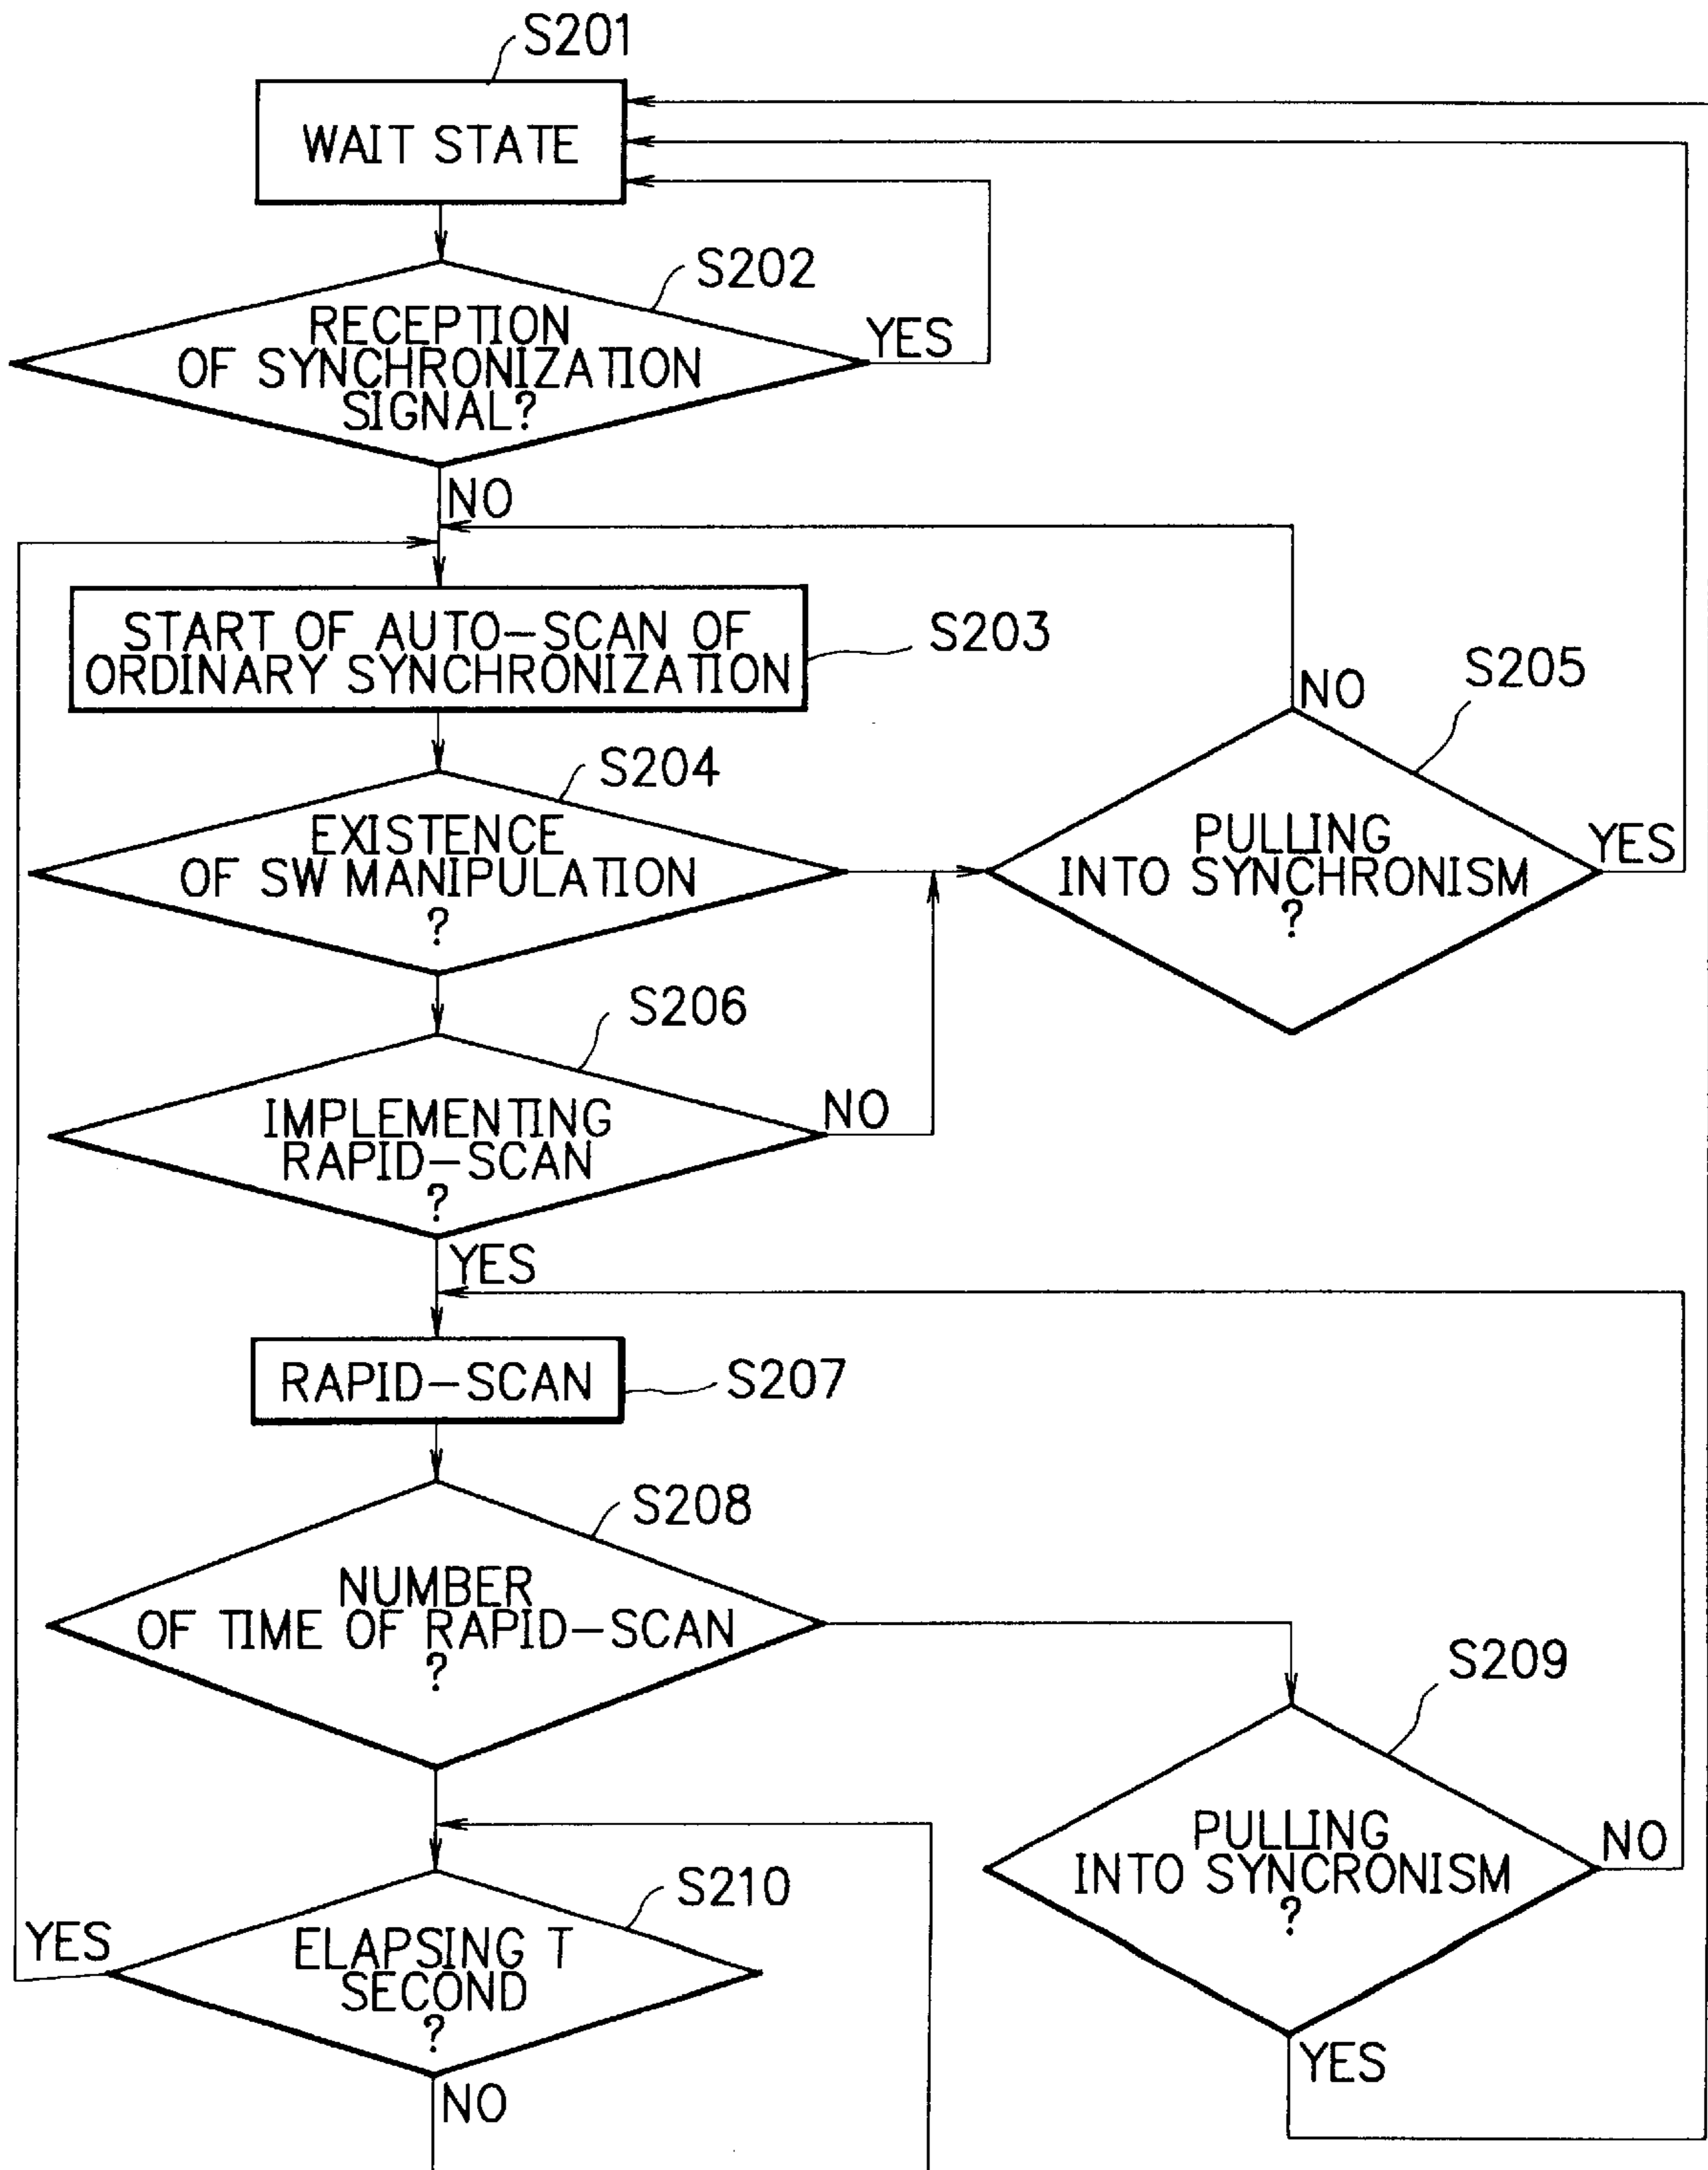 S201
WAIT STATE
S202
RECEPTION
OF SYNCHRONIZATION
SIGNAL?
YES
NO
START OF AUTO-SCAN OF
ORDINARY SYNCHRONIZATION
S203
S204
EXISTENCE
OF SW MANIPULATION
?
S205
NO
PULLING
INTO SYNCHRONISM
?
YES
S206
IMPLEMENTING
RAPID-SCAN
?
NO
YES
RAPID-SCAN
S207
S208
NUMBER
OF TIME OF RAPID-SCAN
?
S209
PULLING
INTO SYNCRONISM
?
NO
YES
S210
ELAPSING T
SECOND
?
YES
NO